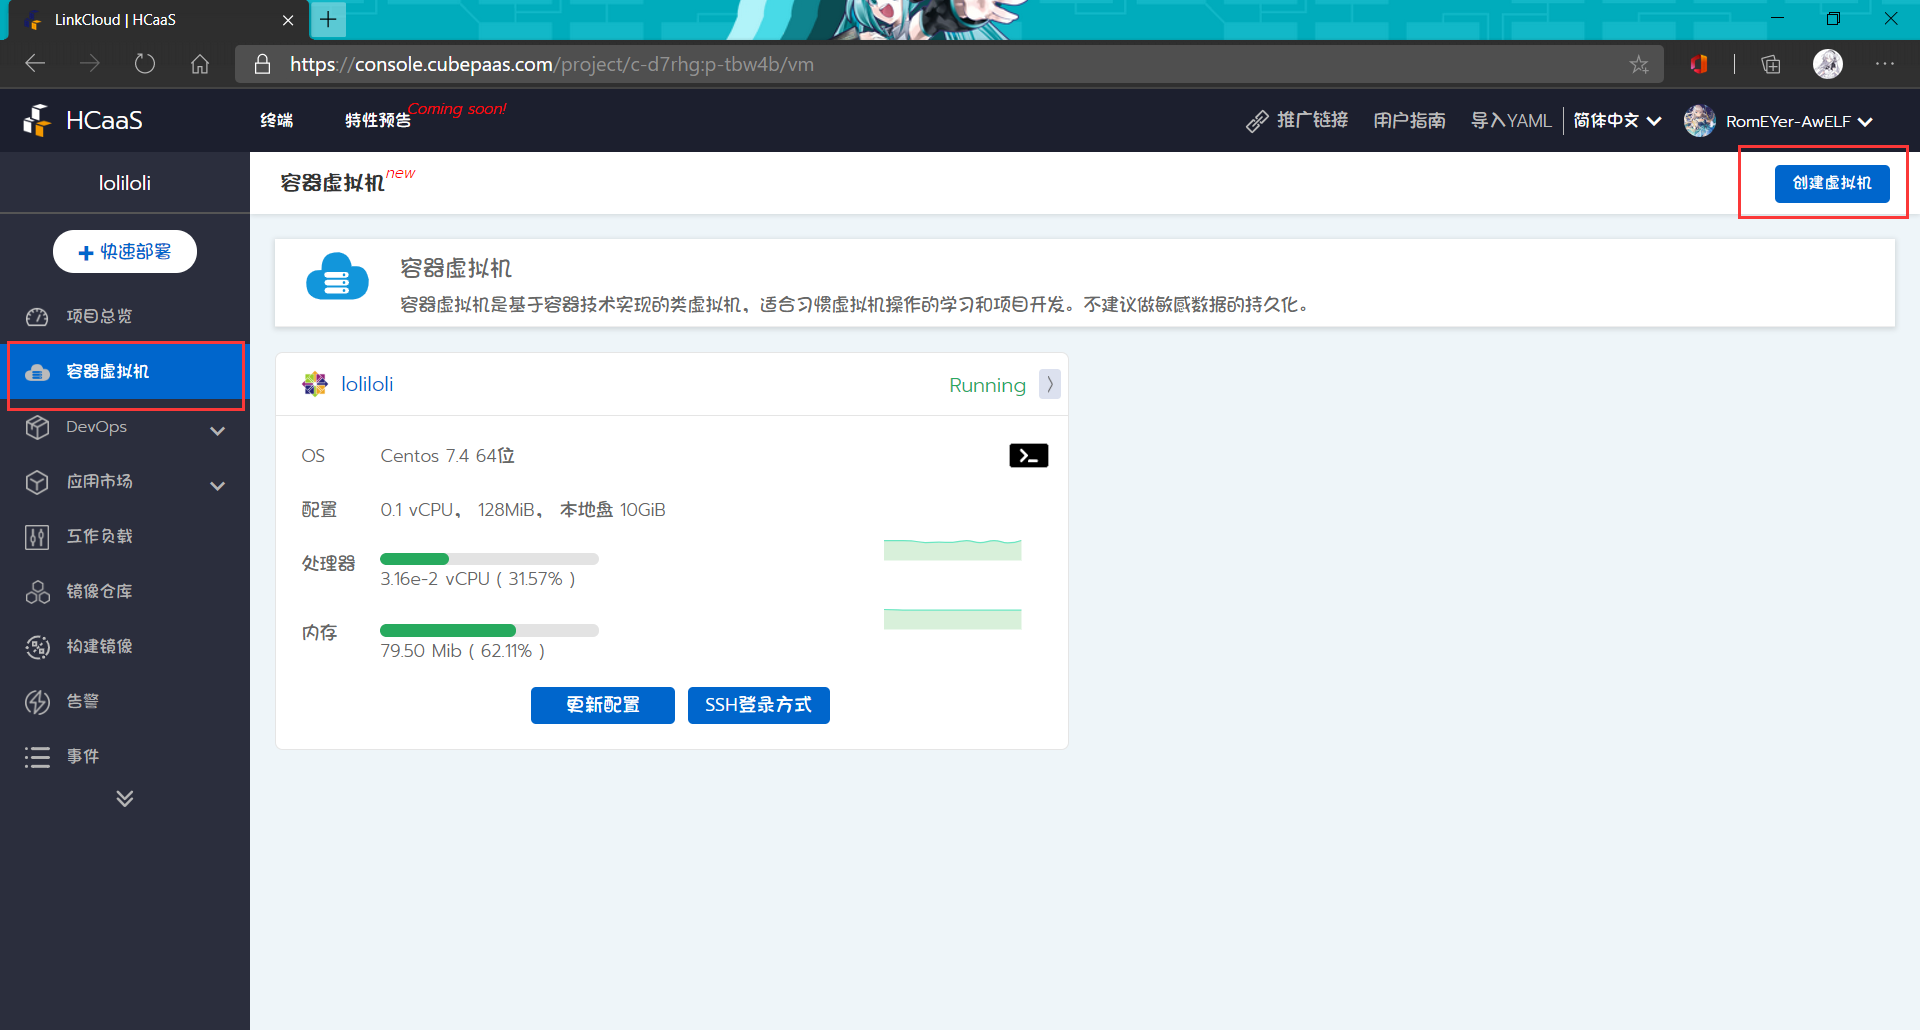 LinkCloud | HCaaS
https://console.cubepaas.com/project/c-d7rhg:p-tbw4b/vm
HCaaS
终端
特性预告
Coming soon!
推广链接
用户指南
导入YAML
简体中文
RomEYer-AwELF
loliloli
快速部署
项目总览
容器虚拟机
DevOps
应用市场
工作负载
镜像仓库
构建镜像
告警
事件
容器虚拟机
new
创建虚拟机
容器虚拟机
容器虚拟机是基于容器技术实现的类虚拟机，适合习惯虚拟机操作的学习和项目开发。不建议做敏感数据的持久化。
loliloli
Running
OS
Centos 7.4 64位
配置
0.1 vCPU， 128MiB， 本地盘 10GiB
处理器
3.16e-2 vCPU ( 31.57% )
内存
79.50 Mib ( 62.11% )
更新配置
SSH登录方式